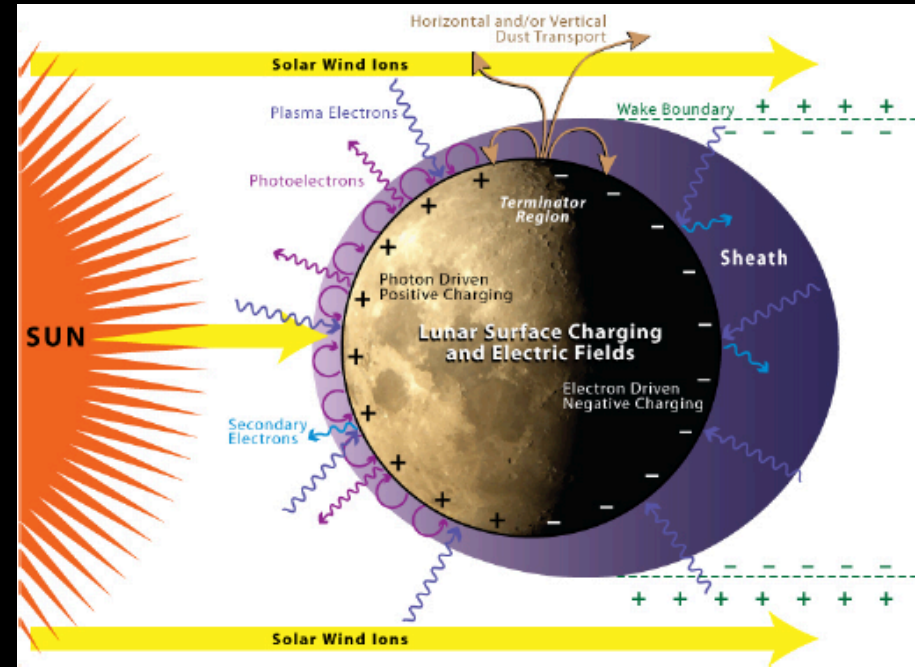 Horizontal and/or Vertical
Dust Transport
Solar Wind Ions
Plasma Electrons
Wake Boundary
+ + + +
− − − −
Photoelectrons
Terminator
Region
Sheath
Photon Driven
Positive Charging
SUN
Lunar Surface Charging
and Electric Fields
Electron Driven
Negative Charging
Secondary
Electrons
− − − − −
+ + + + + + +
Solar Wind Ions